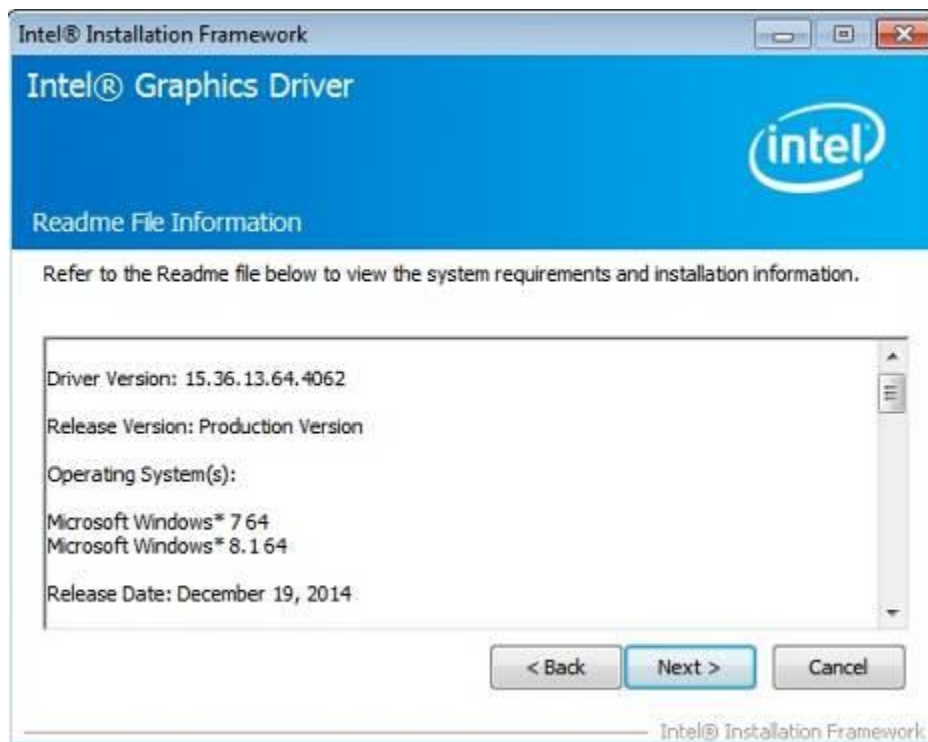 Intel® Installation Framework
Intel® Graphics Driver
intel
Readme File Information
Refer to the Readme file below to view the system requirements and installation information.
Driver Version: 15.36.13.64.4062
Release Version: Production Version
Operating System(s):
Microsoft Windows* 7 64
Microsoft Windows* 8.1 64
Release Date: December 19, 2014
< Back Next > Cancel
Intel® Installation Framework